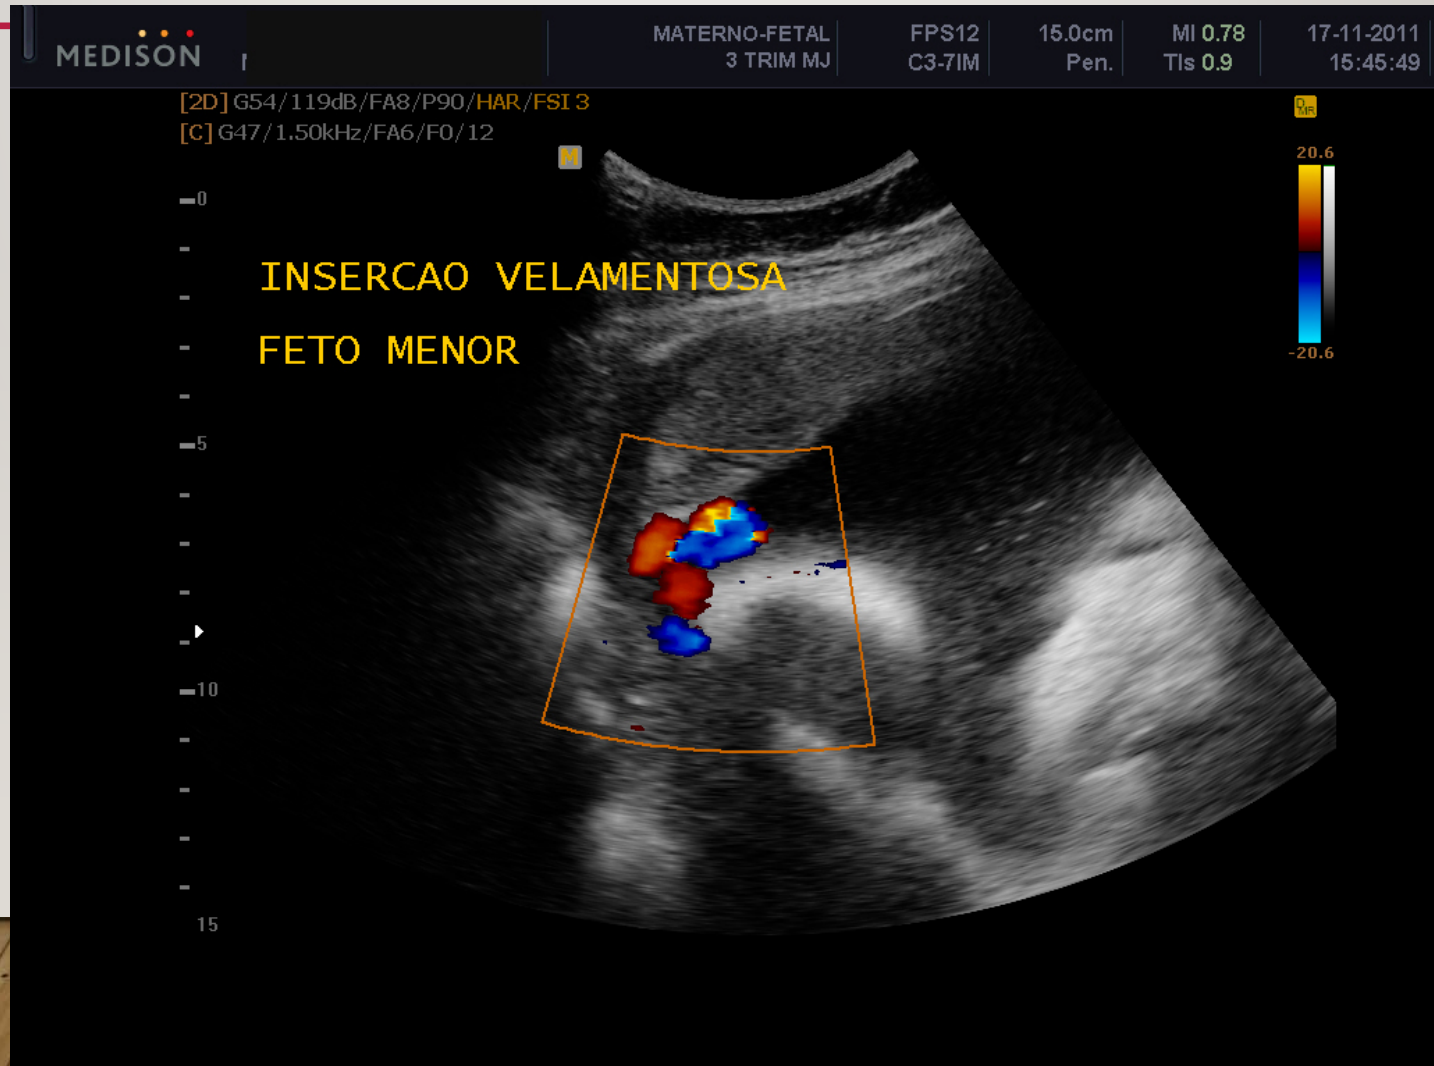 MEDISON
MATERNO-FETAL
3 TRIM MJ
FPS12
C3-7IM
15.0cm
Pen.
MI 0.78
TIs 0.9
17-11-2011
15:45:49
[2D] G54/119dB/FA8/P90/HAR/FSI 3
[C] G47/1.50kHz/FA6/F0/12
M
20.6
-20.6
0
INSERCAO VELAMENTOSA
FETO MENOR
5
10
15